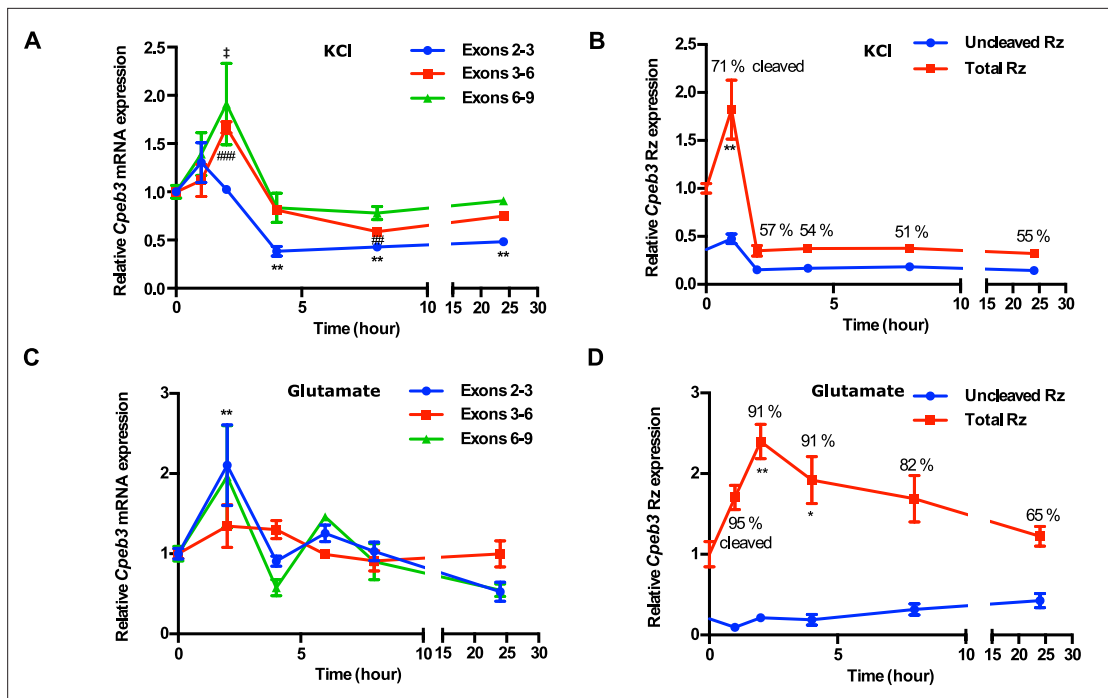 A
KCl
Exons 2-3
Exons 3-6
Exons 6-9
Relative Cpeb3 mRNA expression
2.5
2.0
1.5
1.0
0.5
0.0
‡
###
##
** ** **
0 5 10 15 20 25 30
Time (hour)
B
KCl
Uncleaved Rz
Total Rz
Relative Cpeb3 Rz expression
2.5
2.0
1.5
1.0
0.5
0.0
71 % cleaved
**
57 % 54 % 51 % 55 %
0 5 10 15 20 25 30
Time (hour)
C
Glutamate
Exons 2-3
Exons 3-6
Exons 6-9
Relative Cpeb3 mRNA expression
3
2
1
0
**
0 5 10 15 20 25 30
Time (hour)
D
Glutamate
Uncleaved Rz
Total Rz
Relative Cpeb3 Rz expression
3
2
1
0
91 %
91 %
82 %
65 %
**
*
95 %
cleaved
0 5 10 15 20 25 30
Time (hour)